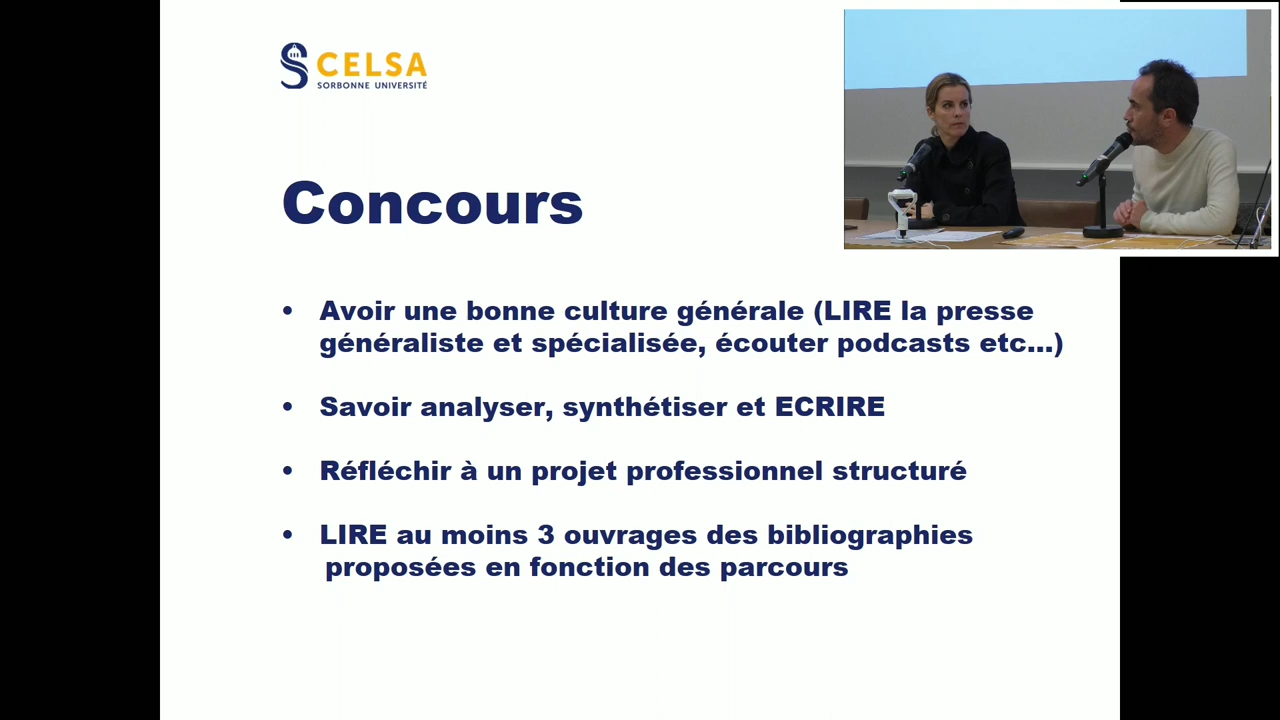 CELSA
SORBONNE UNIVERSITÉ
Concours
• Avoir une bonne culture générale (LIRE la presse
généraliste et spécialisée, écouter podcasts etc...)
• Savoir analyser, synthétiser et ECRIRE
• Réfléchir à un projet professionnel structuré
• LIRE au moins 3 ouvrages des bibliographies
proposées en fonction des parcours